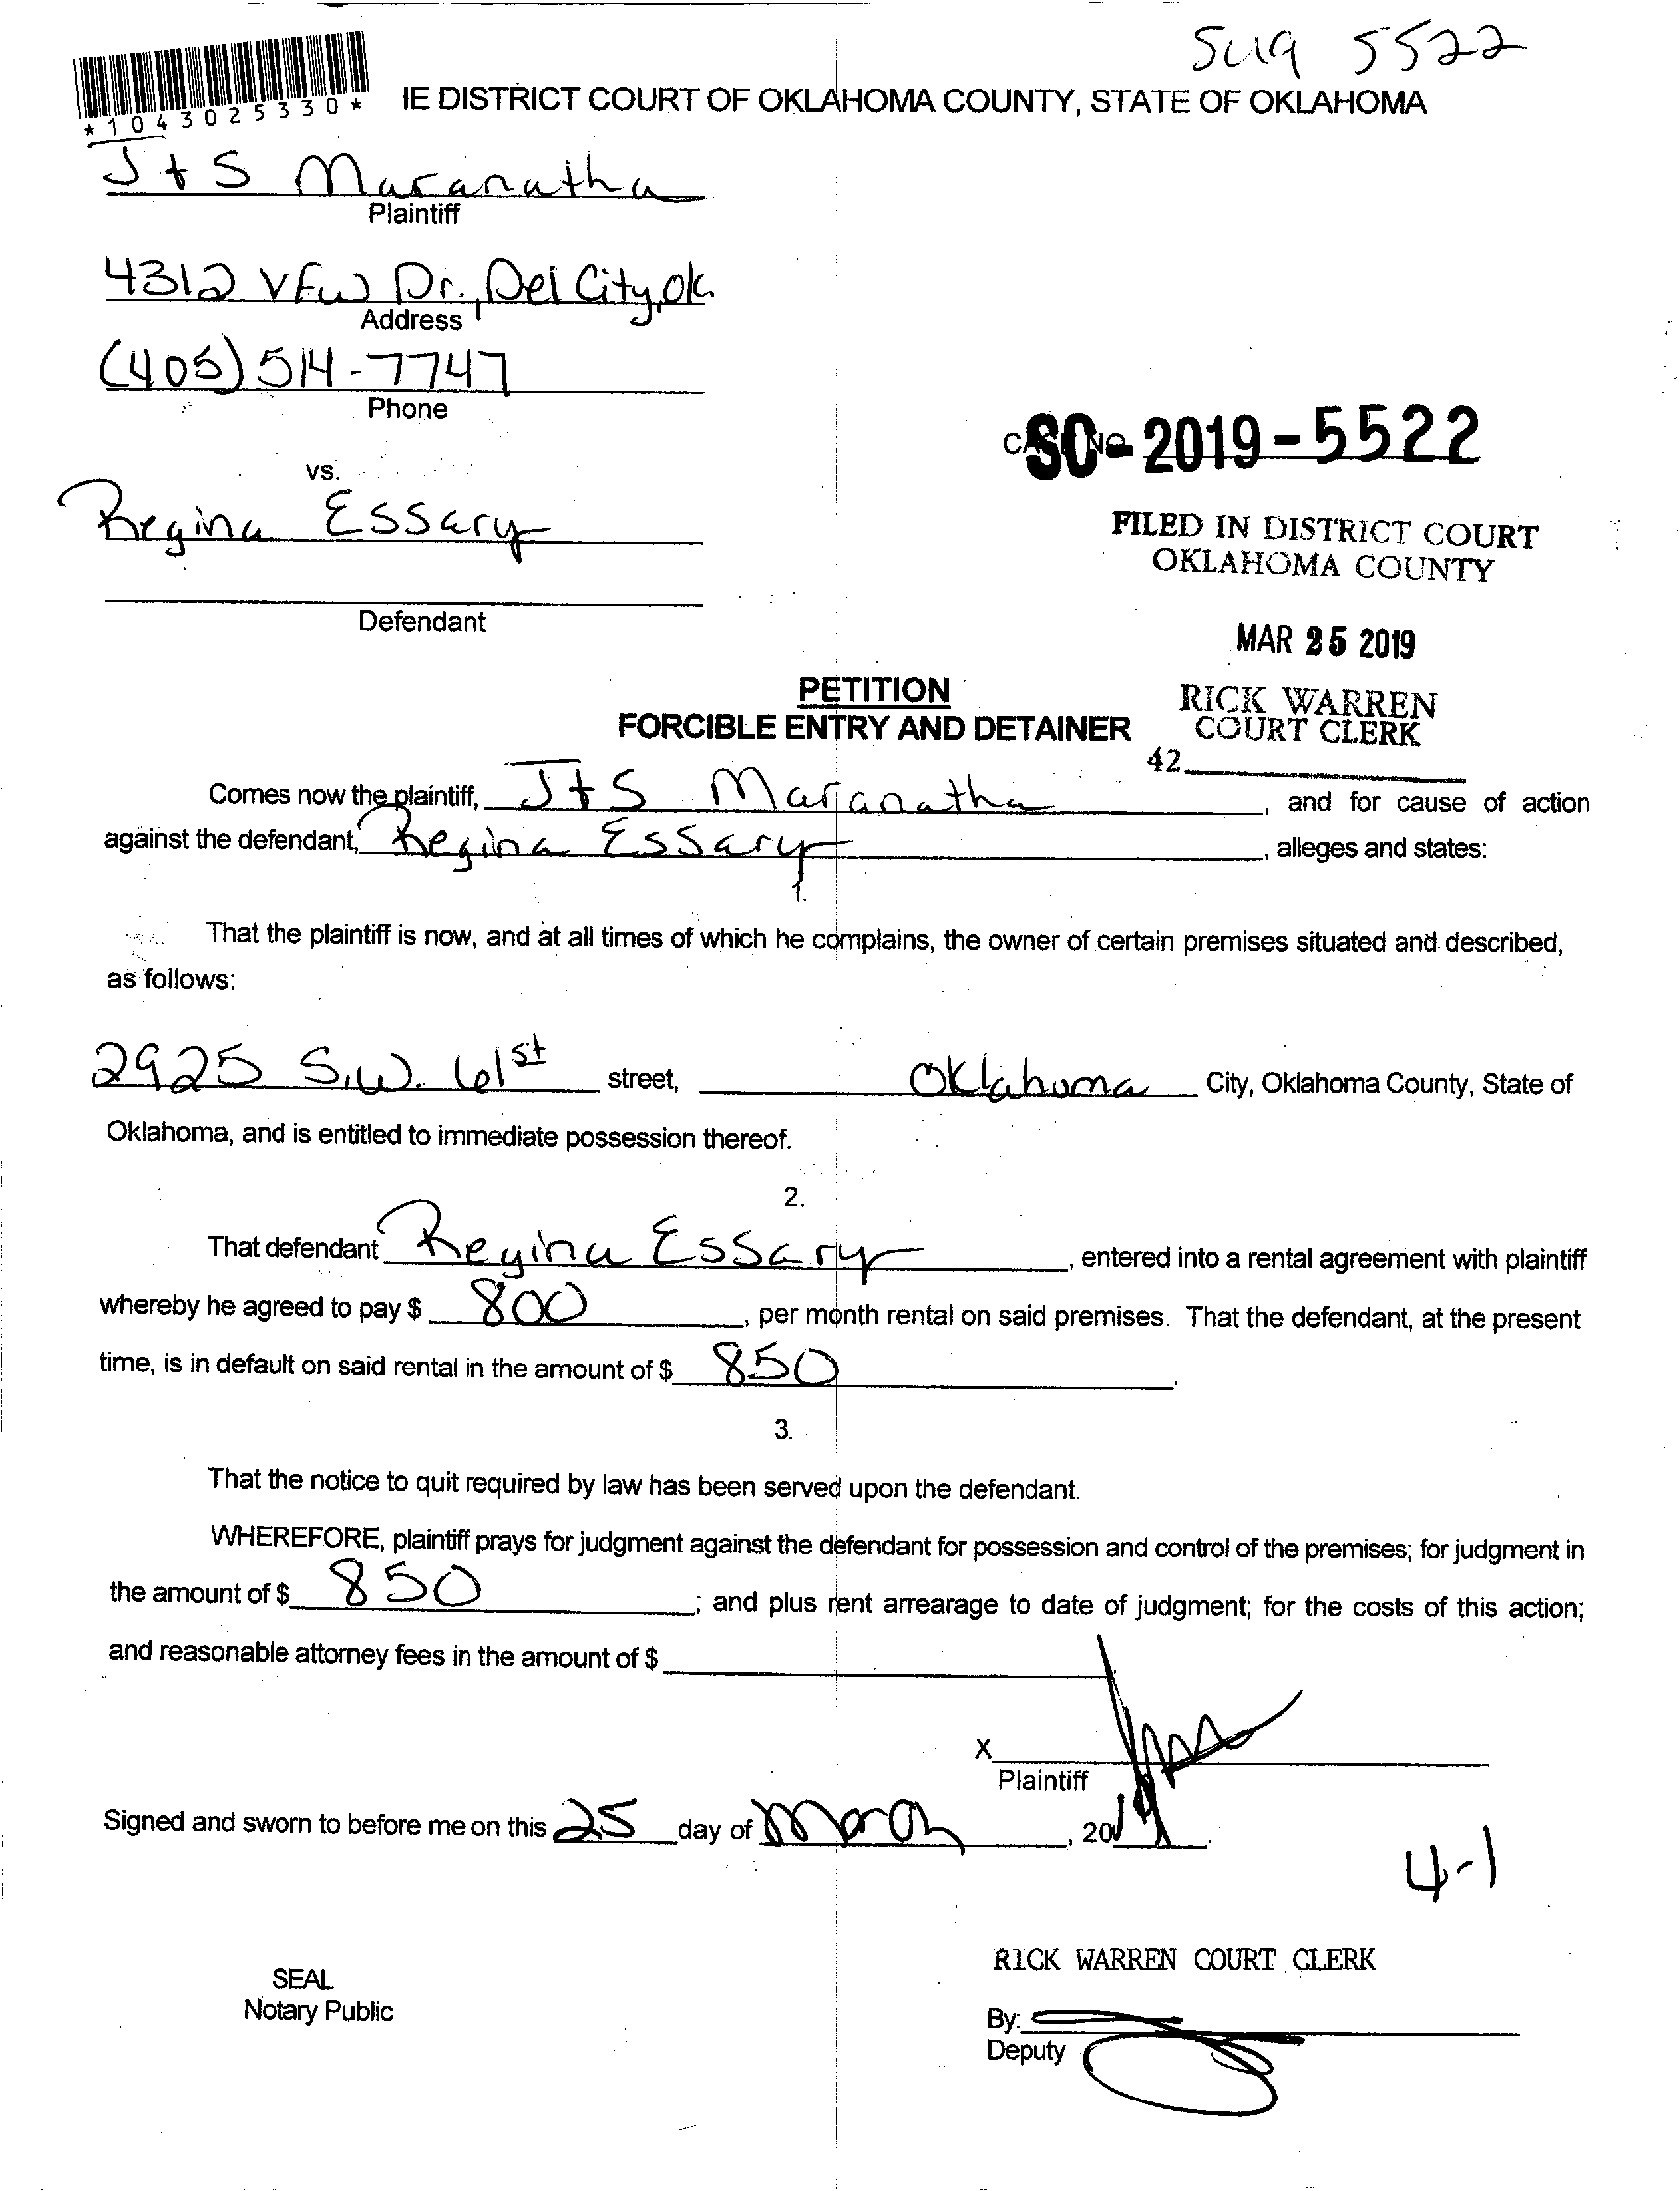 SC19 5522
*1043025330*
IE DISTRICT COURT OF OKLAHOMA COUNTY, STATE OF OKLAHOMA
J+S Maranatha
Plaintiff
4312 VFW Dr., Del City, OK.
Address
(405) 514-7747
Phone
SC-2019-5522
vs.
Regina Essary
FILED IN DISTRICT COURT
OKLAHOMA COUNTY
Defendant
MAR 25 2019
PETITION
RICK WARREN
FORCIBLE ENTRY AND DETAINER
COURT CLERK
42
Comes now the plaintiff, J+S Maranatha, and for cause of action
against the defendant, Regina Essary, alleges and states:
1.
That the plaintiff is now, and at all times of which he complains, the owner of certain premises situated and described,
as follows:
2925 S.W. 61st street, Oklahoma City, Oklahoma County, State of
Oklahoma, and is entitled to immediate possession thereof.
2.
That defendant Regina Essary, entered into a rental agreement with plaintiff
whereby he agreed to pay $ 800, per month rental on said premises. That the defendant, at the present
time, is in default on said rental in the amount of $ 850.
3.
That the notice to quit required by law has been served upon the defendant.
WHEREFORE, plaintiff prays for judgment against the defendant for possession and control of the premises; for judgment in
the amount of $ 850; and plus rent arrearage to date of judgment; for the costs of this action;
and reasonable attorney fees in the amount of $
X
Plaintiff
Signed and sworn to before me on this 25 day of March, 2019.
4-1
RICK WARREN COURT CLERK
SEAL
Notary Public
By:
Deputy